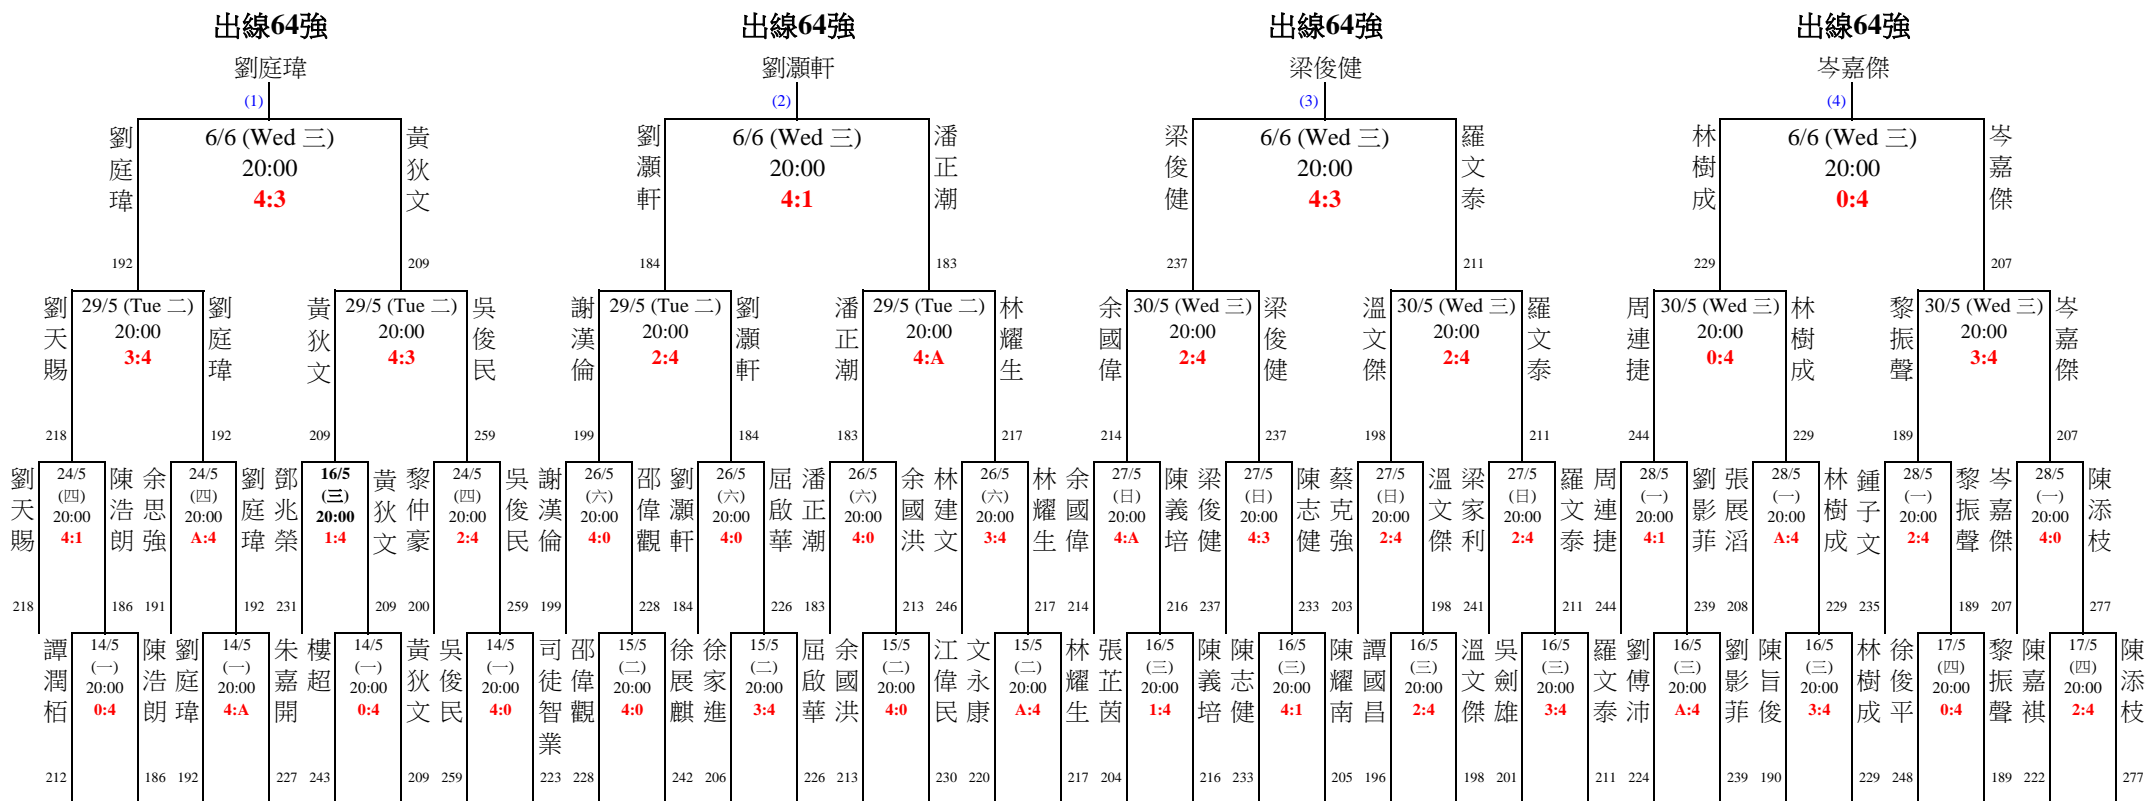 出線64強 出線64強 出線64強 出線64強
劉庭瑋 劉灝軒 梁俊健 岑嘉傑
(1) (2) (3) (4)
劉庭瑋 6/6 (Wed 三) 20:00 4:3 黃狄文
劉灝軒 6/6 (Wed 三) 20:00 4:1 潘正潮
梁俊健 6/6 (Wed 三) 20:00 4:3 羅文泰
林樹成 6/6 (Wed 三) 20:00 0:4 岑嘉傑
192 209 184 183 237 211 229 207
劉天賜 29/5 (Tue 二) 20:00 3:4 劉庭瑋
黃狄文 29/5 (Tue 二) 20:00 4:3 吳俊民
謝漢倫 29/5 (Tue 二) 20:00 2:4 劉灝軒
潘正潮 29/5 (Tue 二) 20:00 4:A 林耀生
余國偉 30/5 (Wed 三) 20:00 2:4 梁俊健
溫文傑 30/5 (Wed 三) 20:00 2:4 羅文泰
周連捷 30/5 (Wed 三) 20:00 0:4 林樹成
黎振聲 30/5 (Wed 三) 20:00 3:4 岑嘉傑
218 192 209 259 199 184 183 217 214 237 198 211 244 229 189 207
劉天賜 24/5 (四) 20:00 4:1 陳浩朗
余思強 24/5 (四) 20:00 A:4 劉庭瑋
鄧兆榮 16/5 (三) 20:00 1:4 黃狄文
黎仲豪 24/5 (四) 20:00 2:4 吳俊民
謝漢倫 26/5 (六) 20:00 4:0 邵偉觀
劉灝軒 26/5 (六) 20:00 4:0 屈啟華
潘正潮 26/5 (六) 20:00 4:0 余國洪
林建文 26/5 (六) 20:00 3:4 林耀生
余國偉 27/5 (日) 20:00 4:A 陳義培
梁俊健 27/5 (日) 20:00 4:3 陳志健
蔡克強 27/5 (日) 20:00 2:4 溫文傑
梁家利 27/5 (日) 20:00 2:4 羅文泰
周連捷 28/5 (一) 20:00 4:1 劉影菲
張展滔 28/5 (一) 20:00 A:4 林樹成
鍾子文 28/5 (一) 20:00 2:4 黎振聲
岑嘉傑 28/5 (一) 20:00 4:0 陳添枝
218 186 191 192 231 209 200 259 199 228 184 226 183 213 246 217 214 216 237 233 203 198 241 211 244 239 208 229 235 189 207 277
譚潤栢 14/5 (一) 20:00 0:4 陳浩朗
劉庭瑋 14/5 (一) 20:00 4:A 朱嘉開
樓超 14/5 (一) 20:00 0:4 黃狄文
吳俊民 14/5 (一) 20:00 4:0 司徒智業
邵偉觀 15/5 (二) 20:00 4:0 徐展麒
徐家進 15/5 (二) 20:00 3:4 屈啟華
余國洪 15/5 (二) 20:00 4:0 江偉民
文永康 15/5 (二) 20:00 A:4 林耀生
張芷茵 16/5 (三) 20:00 1:4 陳義培
陳志健 16/5 (三) 20:00 4:1 陳耀南
譚國昌 16/5 (三) 20:00 2:4 溫文傑
吳劍雄 16/5 (三) 20:00 3:4 羅文泰
劉傅沛 16/5 (三) 20:00 A:4 劉影菲
陳旨俊 16/5 (三) 20:00 3:4 林樹成
徐俊平 17/5 (四) 20:00 0:4 黎振聲
陳嘉褀 17/5 (四) 20:00 2:4 陳添枝
212 186 192 227 243 209 259 223 228 242 206 226 213 230 220 217 204 216 233 205 196 198 201 211 224 239 190 229 248 189 222 277